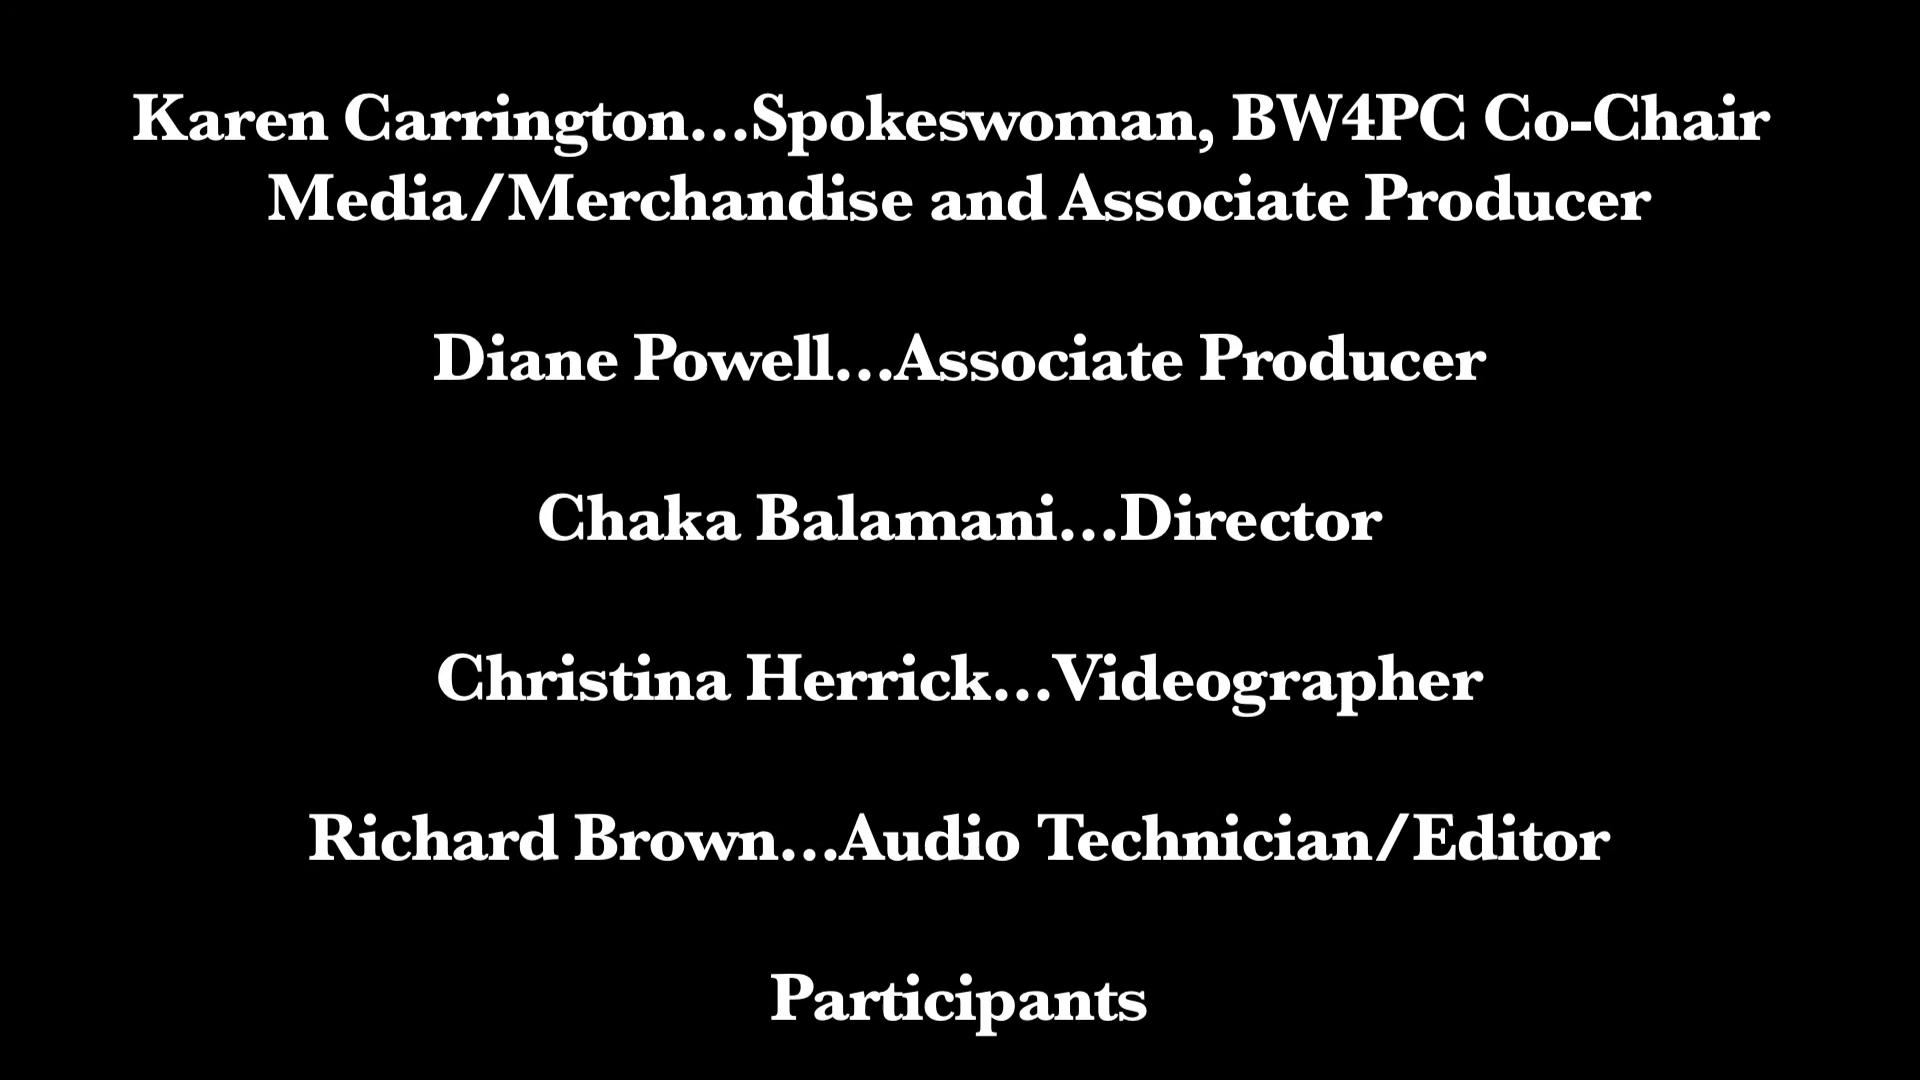 Karen Carrington...Spokeswoman, BW4PC Co-Chair
Media/Merchandise and Associate Producer
Diane Powell...Associate Producer
Chaka Balamani...Director
Christina Herrick...Videographer
Richard Brown...Audio Technician/Editor
Participants